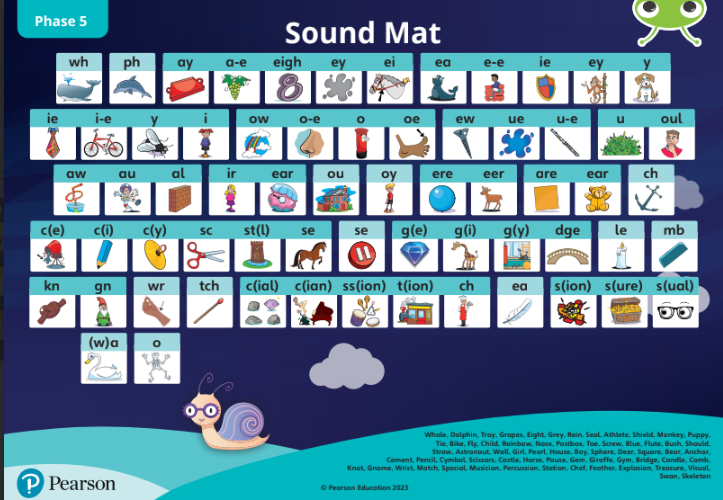 Phase 5
Sound Mat
wh ph ay a-e eigh ey ei ea e-e ie ey y
ie i-e y i ow o-e o oe ew ue u-e u oul
aw au al ir ear ou oy ere eer are ear ch
c(e) c(i) c(y) sc st(l) se se g(e) g(i) g(y) dge le mb
kn gn wr tch c(ial) c(ian) ss(ion) t(ion) ch ea s(ion) s(ure) s(ual)
(w)a o
Whale, Dolphin, Tray, Grapes, Eight, Grey, Rein, Seal, Athlete, Shield, Monkey, Puppy,
Tie, Bike, Fly, Child, Rainbow, Nose, Postbox, Toe, Screw, Blue, Flute, Bush, Should,
Straw, Astronaut, Wall, Girl, Pearl, House, Boy, Sphere, Deer, Square, Bear, Anchor,
Cement, Pencil, Cymbal, Scissors, Castle, Horse, Pause, Gem, Giraffe, Gym, Bridge, Candle, Comb,
Knot, Gnome, Wrist, Match, Special, Musician, Percussion, Station, Chef, Feather, Explosion, Treasure, Visual,
Swan, Skeleton
P Pearson
© Pearson Education 2023